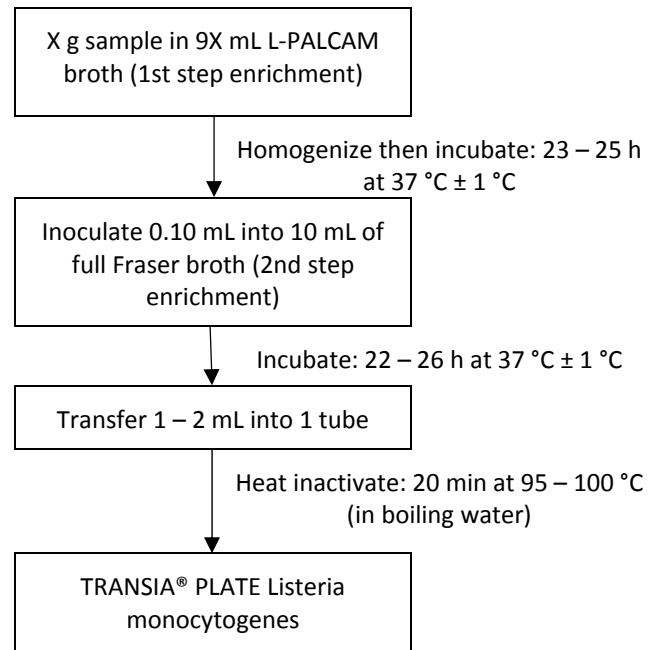 X g sample in 9X mL L-PALCAM
broth (1st step enrichment)
Homogenize then incubate: 23 – 25 h
at 37 °C ± 1 °C
Inoculate 0.10 mL into 10 mL of
full Fraser broth (2nd step
enrichment)
Incubate: 22 – 26 h at 37 °C ± 1 °C
Transfer 1 – 2 mL into 1 tube
Heat inactivate: 20 min at 95 – 100 °C
(in boiling water)
TRANSIA® PLATE Listeria
monocytogenes